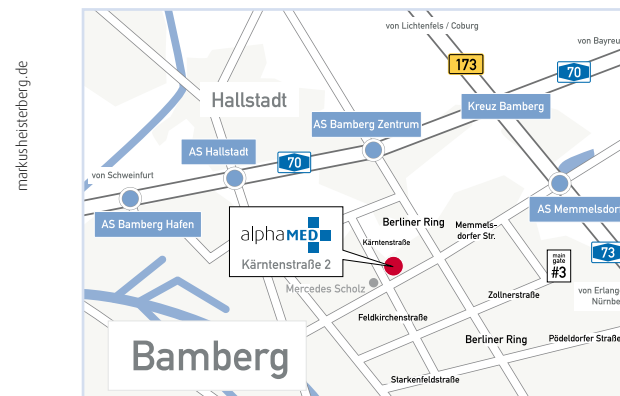 markusheisterberg.de
von Lichtenfels / Coburg
von Bayreu
173
70
Hallstadt
Kreuz Bamberg
AS Bamberg Zentrum
AS Hallstadt
70
von Schweinfurt
AS Bamberg Hafen
AS Memmelsdor
alphaMED
Kärntenstraße 2
Berliner Ring
Memmels-
dorfer Str.
Kärntenstraße
73
main
gate
#3
Mercedes Scholz
Zollnerstraße
von Erlange
Nürnbe
Feldkirchenstraße
Berliner Ring
Pödeldorfer Straße
Bamberg
Starkenfeldstraße